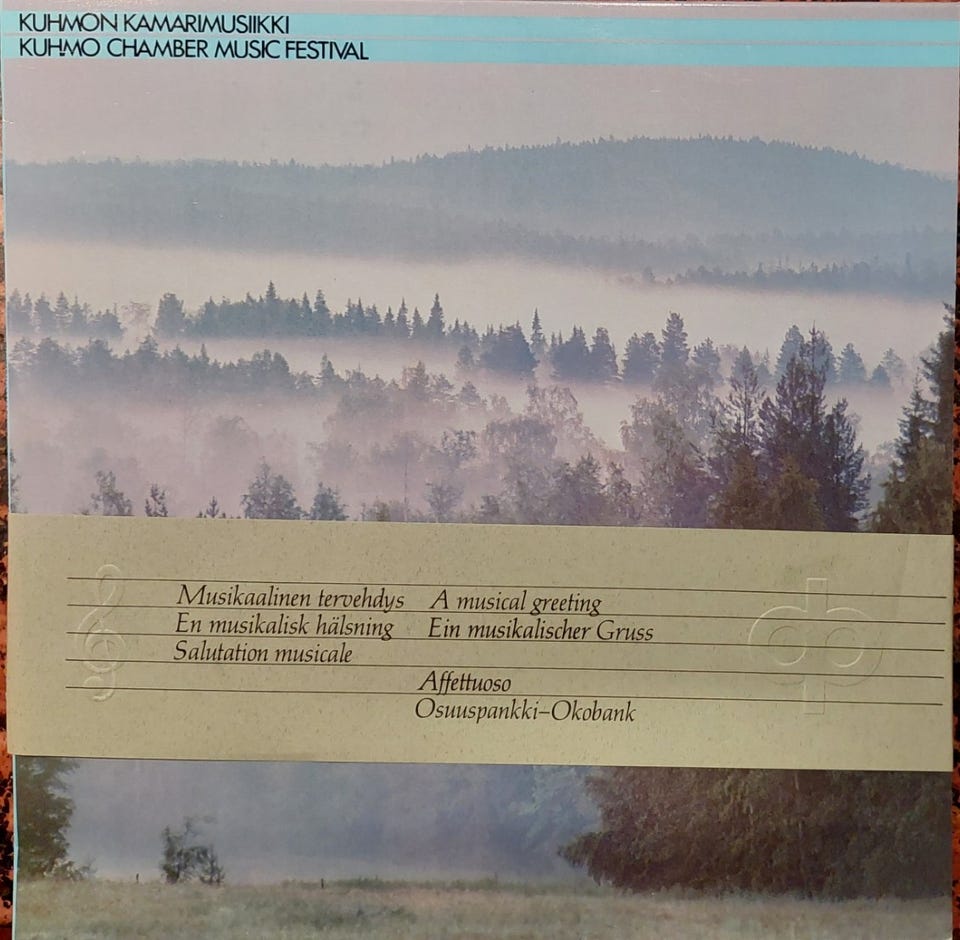 KUHMON KAMARIMUSIIKKI
KUHMO CHAMBER MUSIC FESTIVAL
Musikaalinen tervehdys A musical greeting
En musikalisk hälsning Ein musikalischer Gruss
Salutation musicale
Affettuoso
Osuuspankki–Okobank